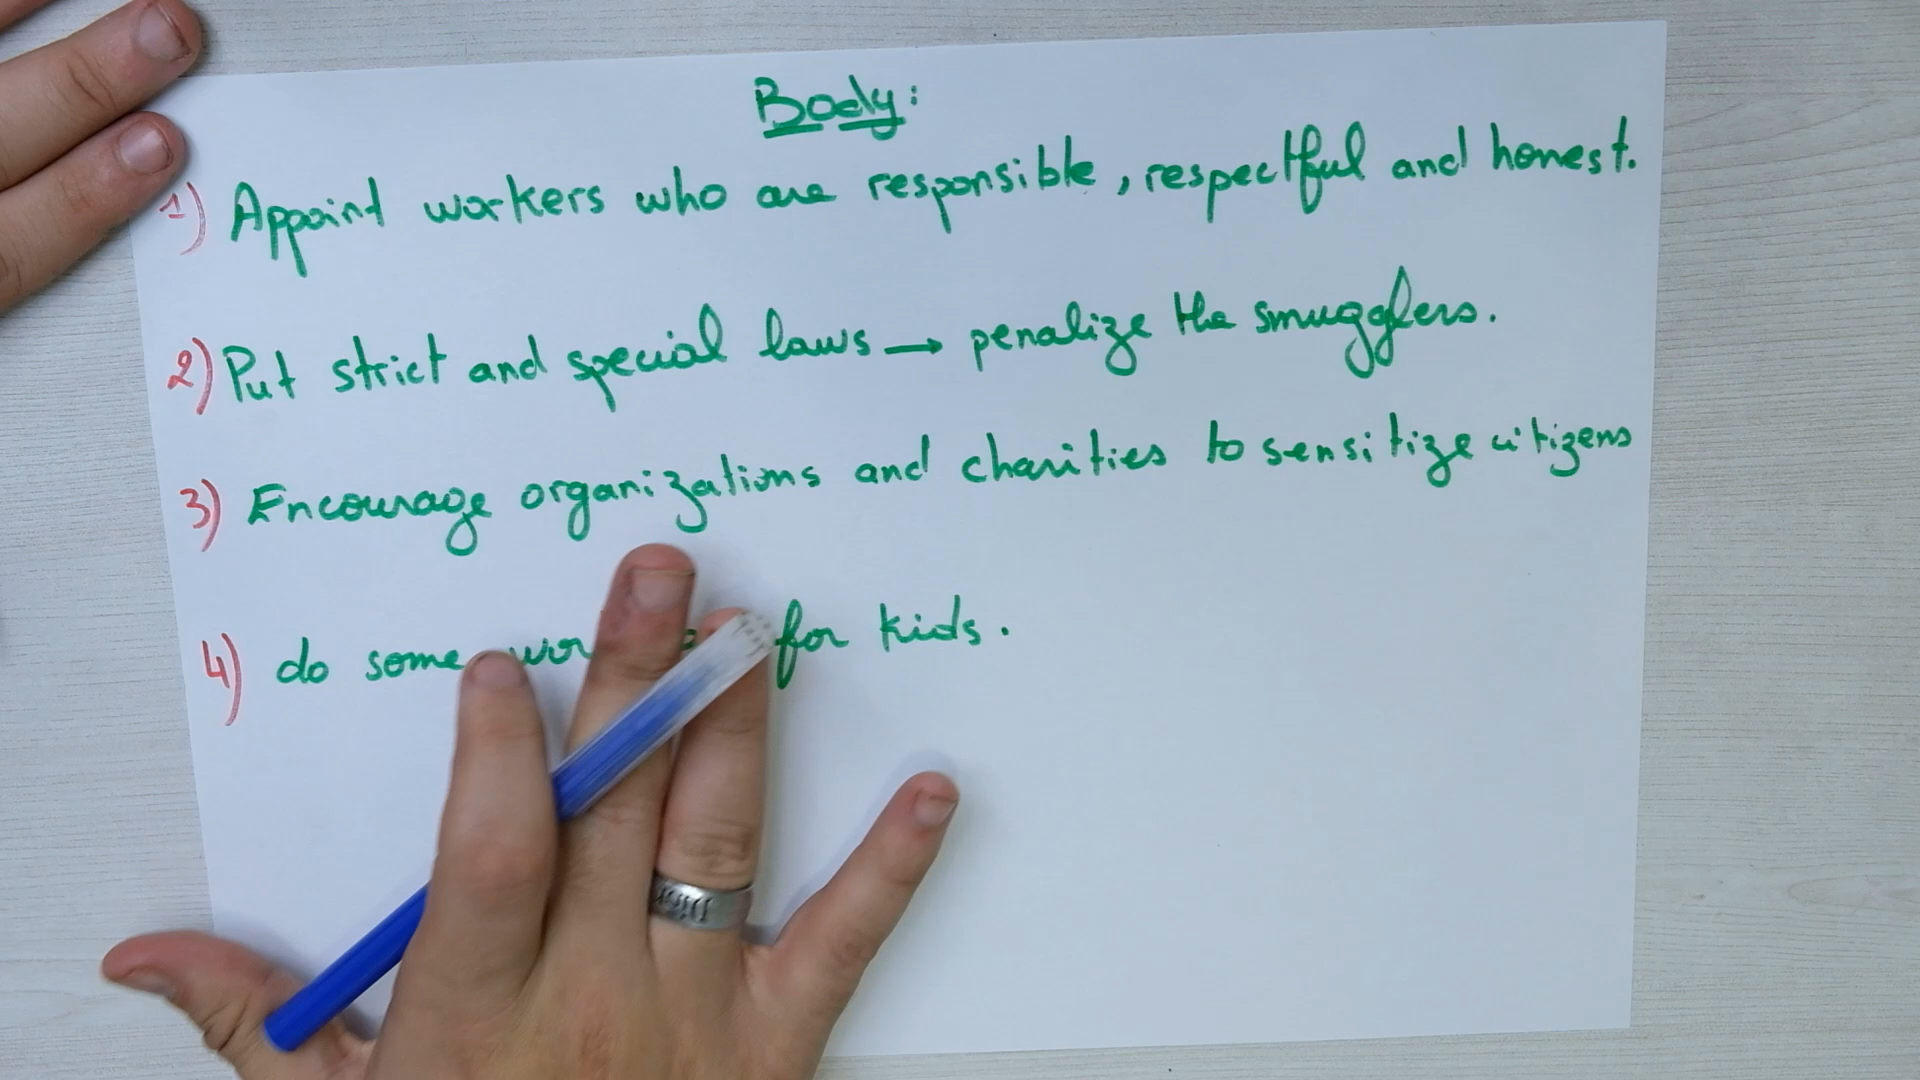 Body:
1) Appoint workers who are responsible, respectful and honest.
2) Put strict and special laws → penalize the smugglers.
3) Encourage organizations and charities to sensitize citizens
4) do some for kids.
Dior